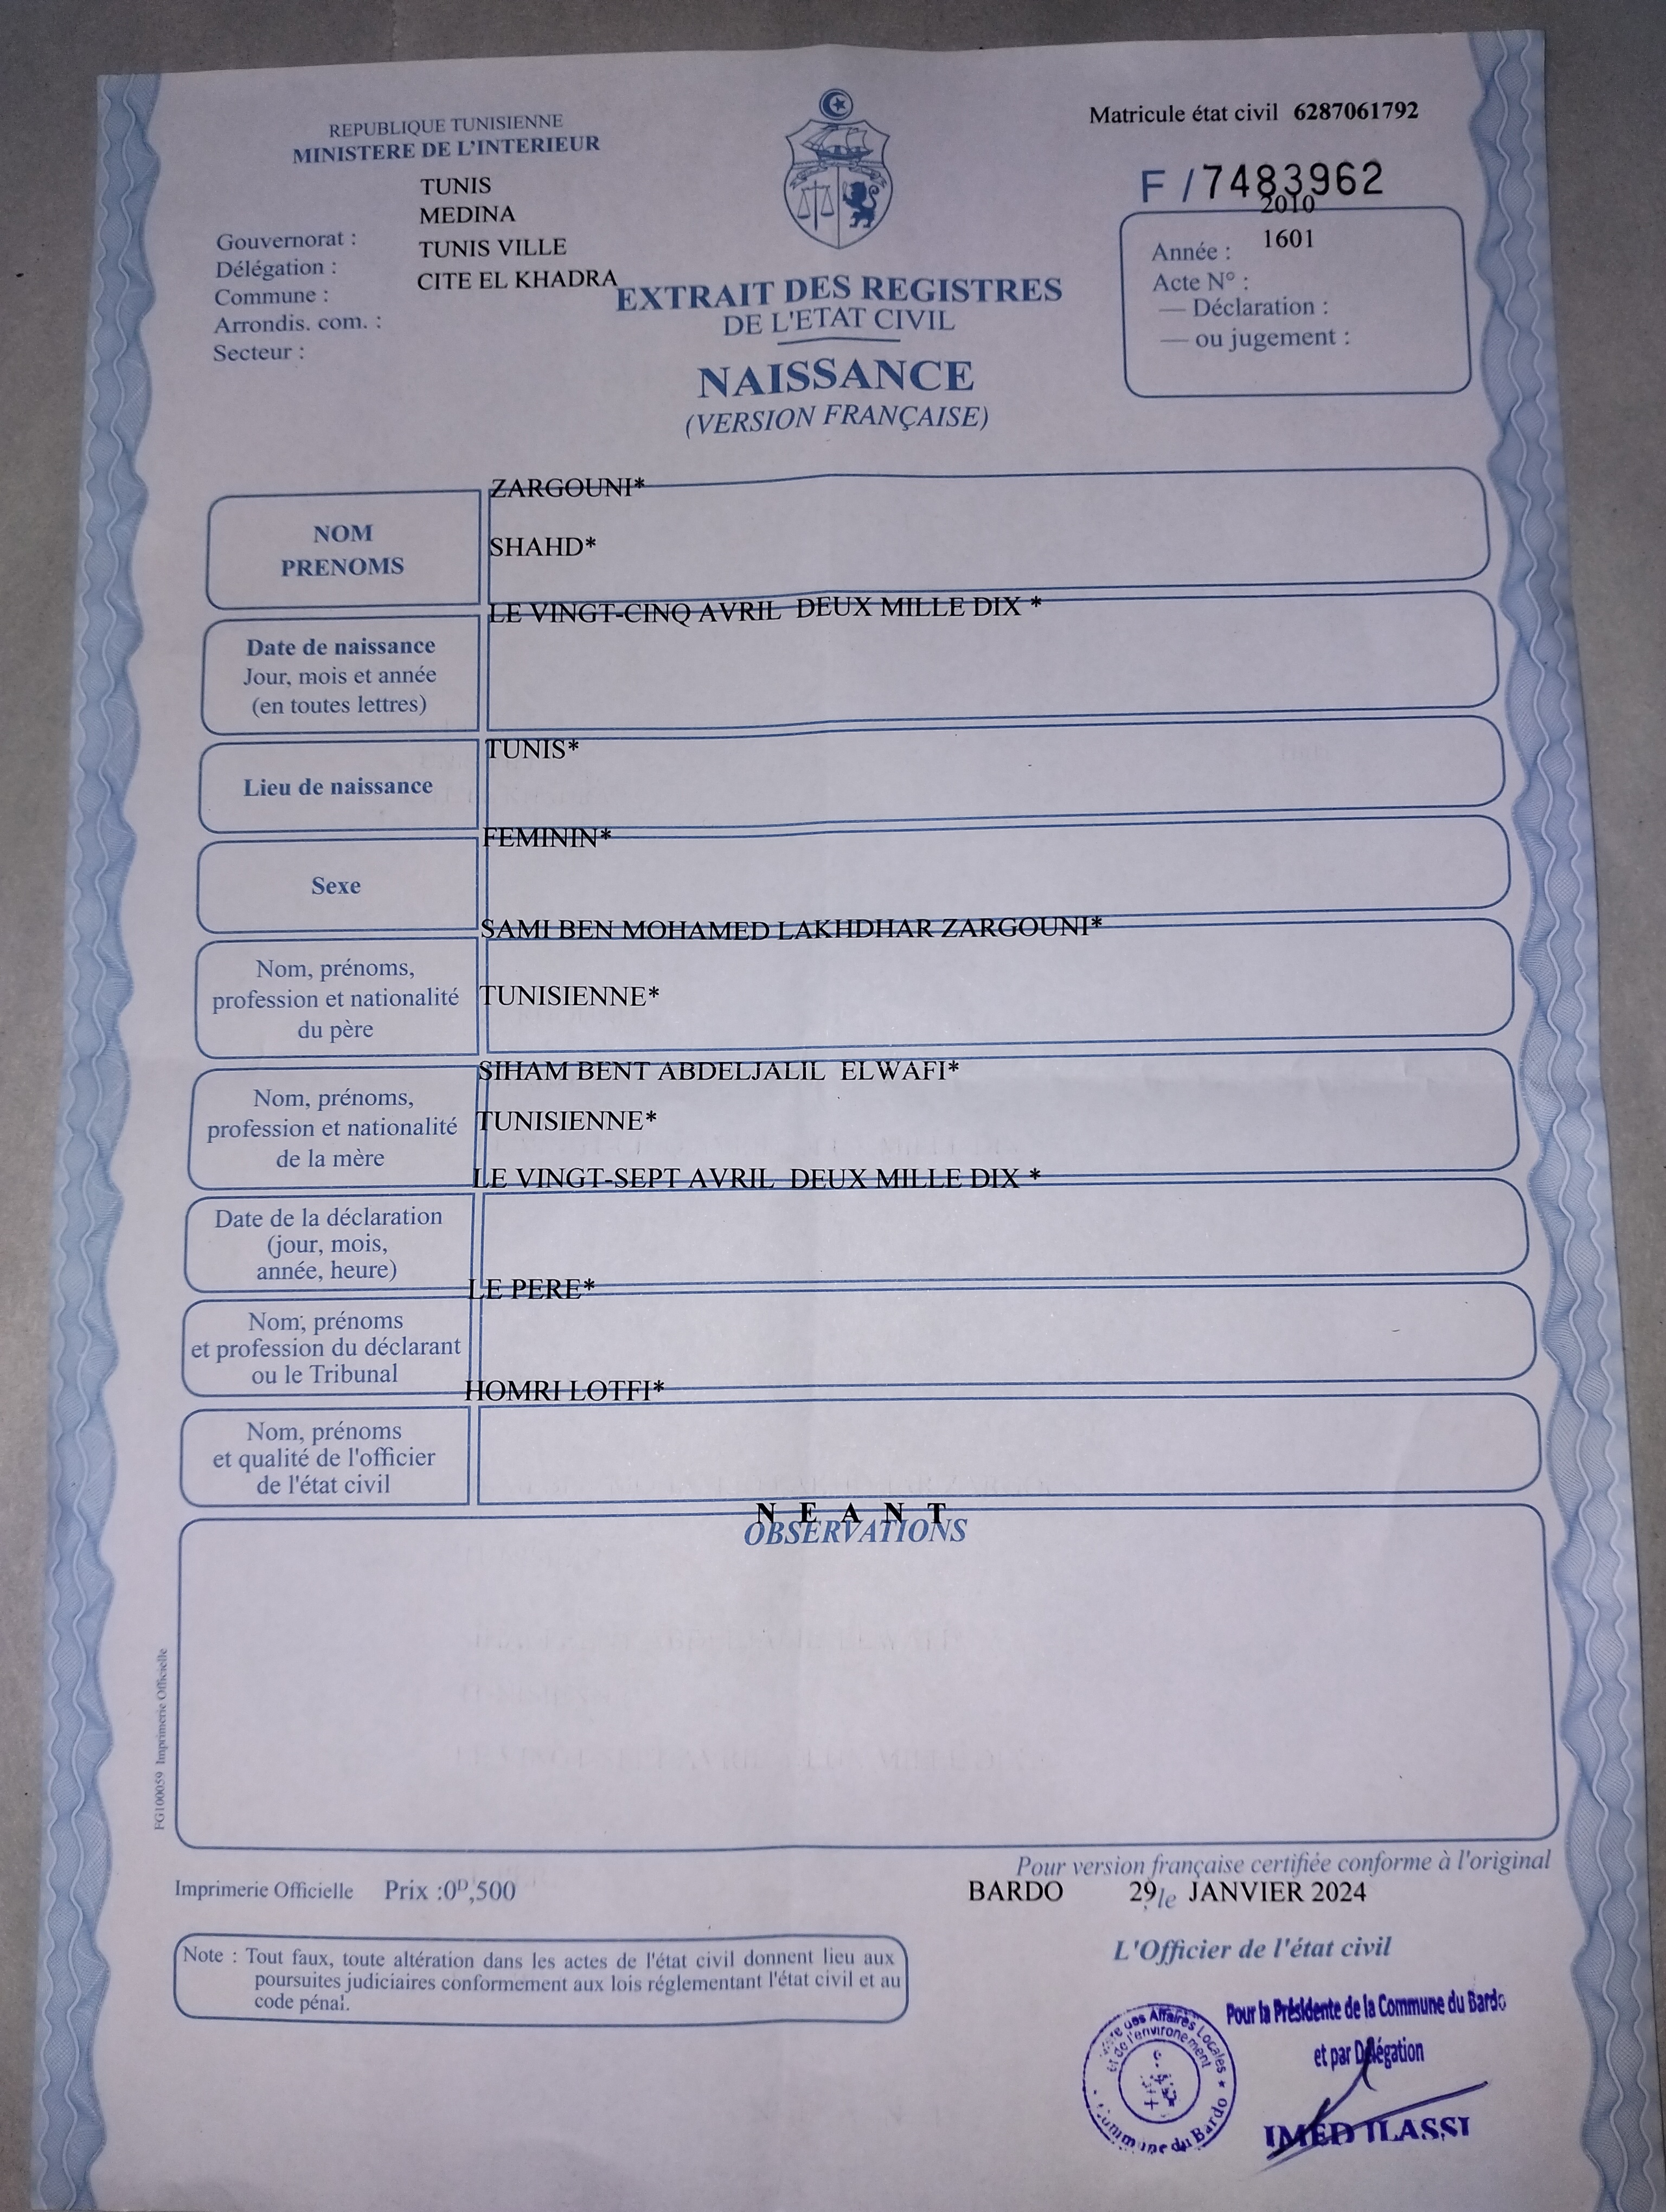 REPUBLIQUE TUNISIENNE
MINISTERE DE L'INTERIEUR
Matricule état civil 6287061792
F / 7483962
TUNIS
MEDINA
TUNIS VILLE
CITE EL KHADRA
Gouvernorat :
Délégation :
Commune :
Arrondis. com. :
Secteur :
2010
1601
Année :
Acte N° :
— Déclaration :
— ou jugement :
EXTRAIT DES REGISTRES
DE L'ETAT CIVIL
NAISSANCE
(VERSION FRANÇAISE)
NOM
PRENOMS
ZARGOUNI*
SHAHD*
Date de naissance
Jour, mois et année
(en toutes lettres)
LE VINGT-CINQ AVRIL DEUX MILLE DIX *
Lieu de naissance
TUNIS*
Sexe
FEMININ*
Nom, prénoms,
profession et nationalité
du père
SAMI BEN MOHAMED LAKHDHAR ZARGOUNI*
TUNISIENNE*
Nom, prénoms,
profession et nationalité
de la mère
SIHAM BENT ABDELJALIL ELWAFI*
TUNISIENNE*
Date de la déclaration
(jour, mois,
année, heure)
LE VINGT-SEPT AVRIL DEUX MILLE DIX *
Nom, prénoms
et profession du déclarant
ou le Tribunal
LE PERE*
Nom, prénoms
et qualité de l'officier
de l'état civil
HOMRI LOTFI*
N E A N T
OBSERVATIONS
FG100059 Imprimerie Officielle
Pour version française certifiée conforme à l'original
Imprimerie Officielle Prix :0ᴰ,500
BARDO 29 le JANVIER 2024
L'Officier de l'état civil
Note : Tout faux, toute altération dans les actes de l'état civil donnent lieu aux
poursuites judiciaires conformement aux lois réglementant l'état civil et au
code pénal.
Pour la Présidente de la Commune du Bardo
et par Délégation
IMED ILASSI
des Affaires Locales
et de l'environement
Commune du Bardo